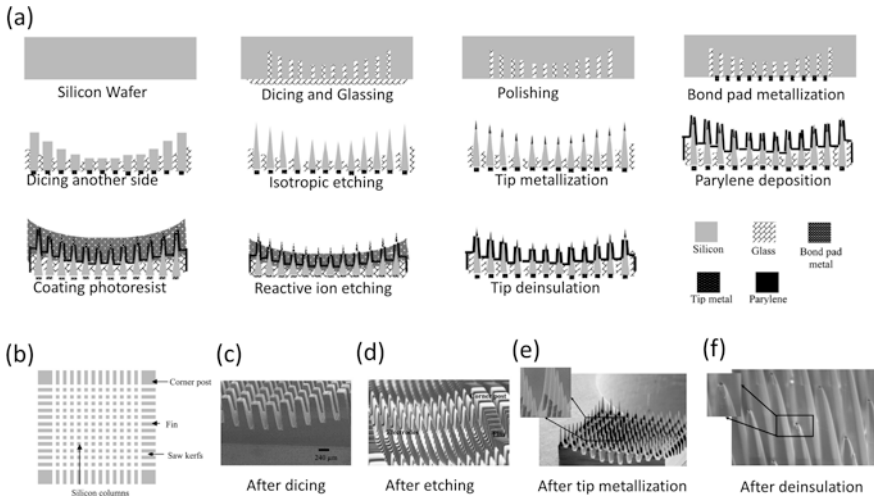 (a)
Silicon Wafer
Dicing and Glassing
Polishing
Bond pad metallization
Dicing another side
Isotropic etching
Tip metallization
Parylene deposition
Coating photoresist
Reactive ion etching
Tip deinsulation
Silicon
Glass
Bond pad
metal
Tip metal
Parylene
(b)
Corner post
Fin
Saw kerfs
Silicon columns
(c)
240 μm
After dicing
(d)
After etching
(e)
After tip metallization
(f)
After deinsulation